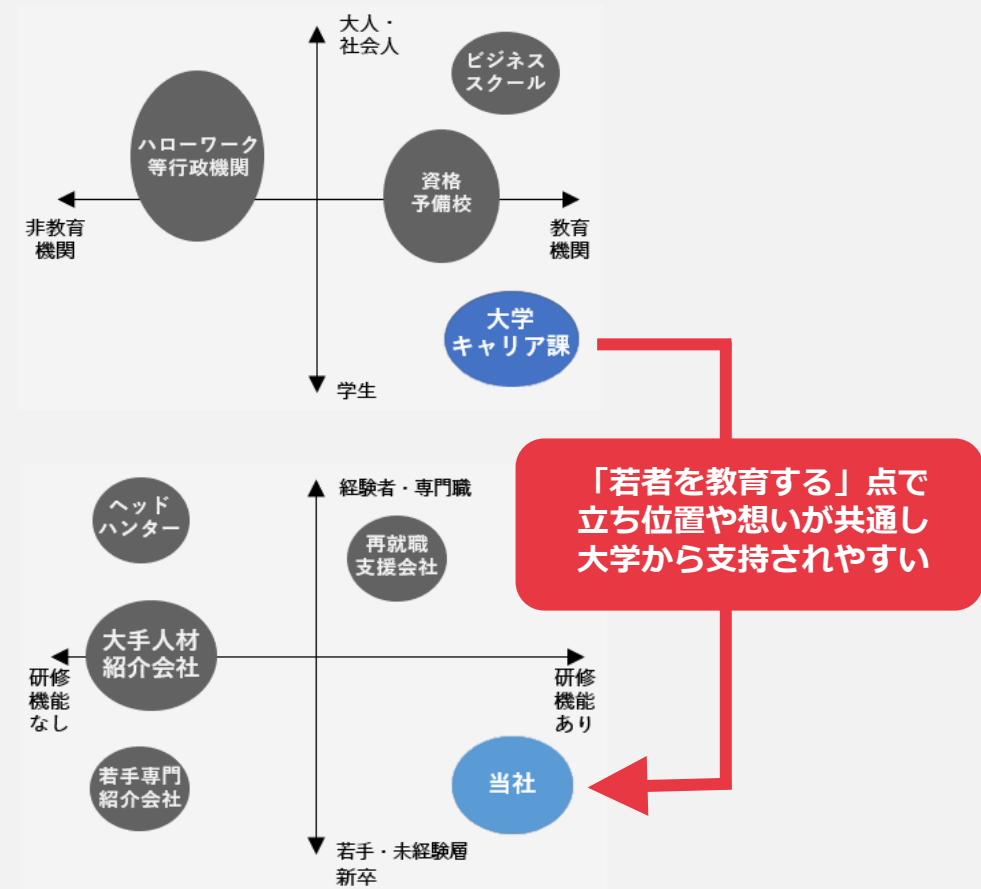 大人・
社会人
ビジネス
スクール
ハローワーク
等行政機関
資格
予備校
非教育
機関
教育
機関
大学
キャリア課
学生
「若者を教育する」点で
立ち位置や想いが共通し
大学から支持されやすい
ヘッド
ハンター
経験者・専門職
再就職
支援会社
大手人材
紹介会社
研修
機能
なし
研修
機能
あり
若手専門
紹介会社
当社
若手・未経験層
新卒